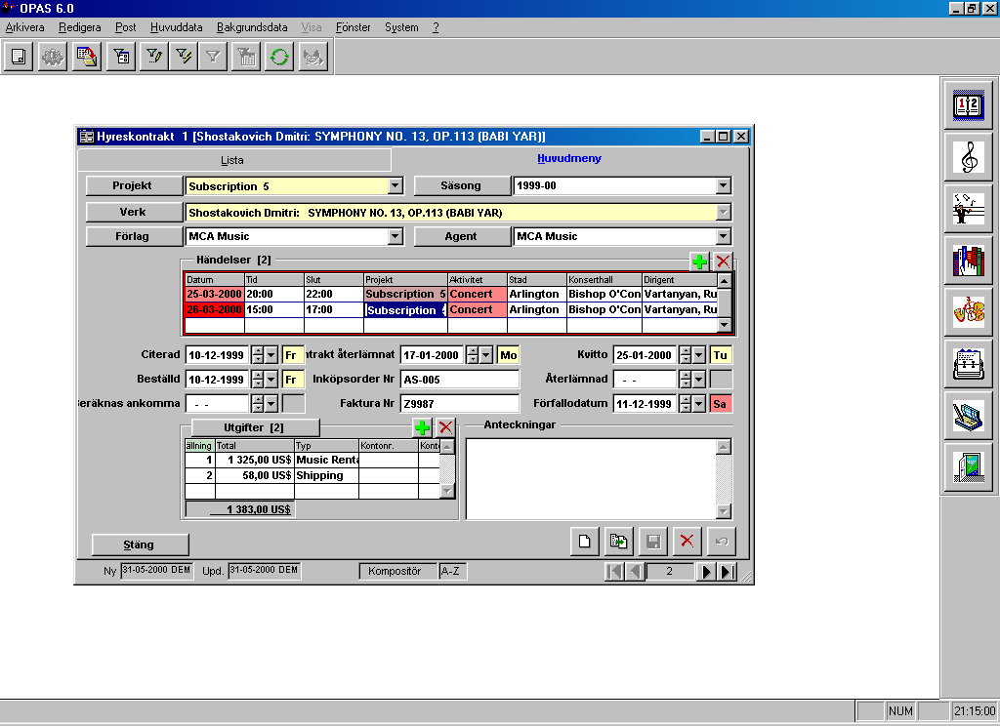 OPAS 6.0
Arkivera Redigera Post Huvuddata Bakgrundsdata Visa Fönster System ?
Hyreskontrakt 1 [Shostakovich Dmitri: SYMPHONY NO. 13, OP.113 (BABI YAR)]
Lista Huvudmeny
Projekt Subscription 5 Säsong 1999-00
Verk Shostakovich Dmitri: SYMPHONY NO. 13, OP.113 (BABI YAR)
Förlag MCA Music Agent MCA Music
Händelser [2]
Datum Tid Slut Projekt Aktivitet Stad Konserthall Dirigent
25-03-2000 20:00 22:00 Subscription 5 Concert Arlington Bishop O'Con Vartanyan, Ru
26-03-2000 15:00 17:00 Subscription 5 Concert Arlington Bishop O'Con Vartanyan, Ru
Citerad 10-12-1999 Fr ntrakt återlämnat 17-01-2000 Mo Kvitto 25-01-2000 Tu
Beställd 10-12-1999 Fr Inköpsorder Nr AS-005 Återlämnad - -
Beräknas ankomma - - Faktura Nr Z9987 Förfallodatum 11-12-1999 Sa
Utgifter [2] Anteckningar
ällning Total Typ Kontonr. Konto
1 1 325,00 US$ Music Renta
2 58,00 US$ Shipping
1 383,00 US$
Stäng
Ny 31-05-2000 DEM Upd. 31-05-2000 DEM Kompositör A-Z 2
NUM 21:15:00